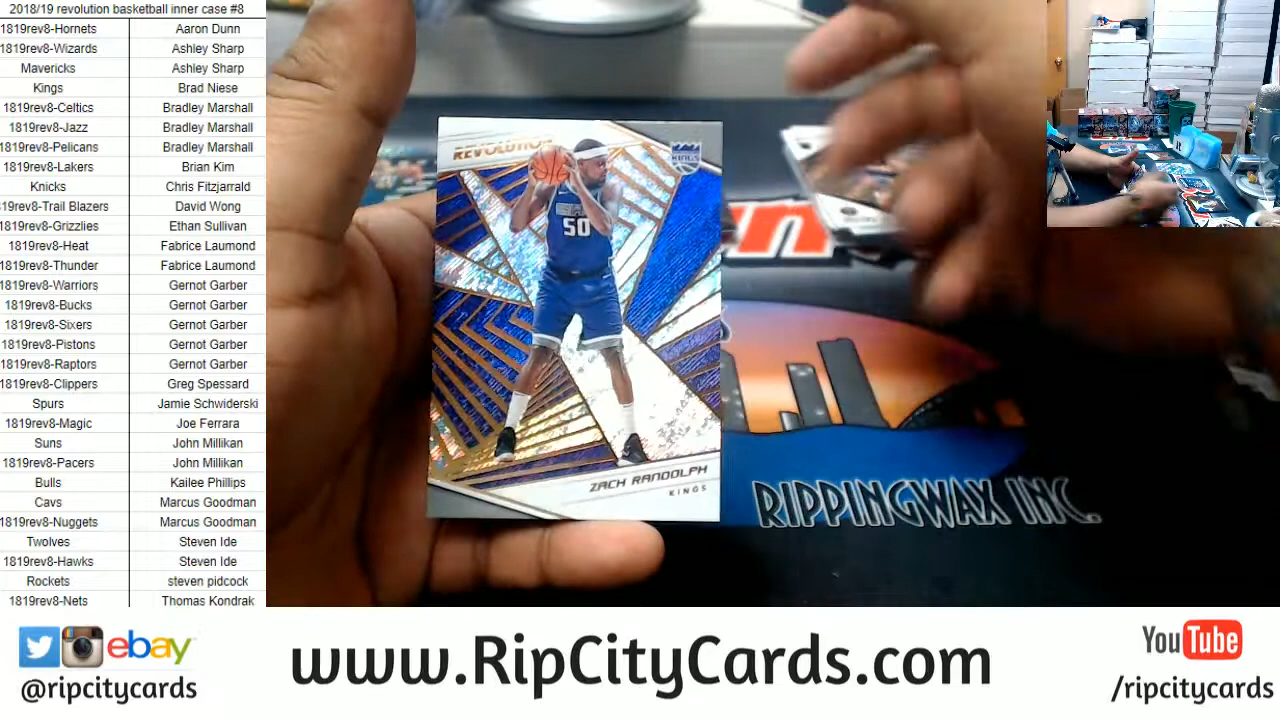 2018/19 revolution basketball inner case #8
1819rev8-Hornets Aaron Dunn
1819rev8-Wizards Ashley Sharp
Mavericks Ashley Sharp
Kings Brad Niese
1819rev8-Celtics Bradley Marshall
1819rev8-Jazz Bradley Marshall
1819rev8-Pelicans Bradley Marshall
1819rev8-Lakers Brian Kim
Knicks Chris Fitzjarrald
1819rev8-Trail Blazers David Wong
1819rev8-Grizzlies Ethan Sullivan
1819rev8-Heat Fabrice Laumond
1819rev8-Thunder Fabrice Laumond
1819rev8-Warriors Gernot Garber
1819rev8-Bucks Gernot Garber
1819rev8-Sixers Gernot Garber
1819rev8-Pistons Gernot Garber
1819rev8-Raptors Gernot Garber
1819rev8-Clippers Greg Spessard
Spurs Jamie Schwiderski
1819rev8-Magic Joe Ferrara
Suns John Millikan
1819rev8-Pacers John Millikan
Bulls Kailee Phillips
Cavs Marcus Goodman
1819rev8-Nuggets Marcus Goodman
Twolves Steven Ide
1819rev8-Hawks Steven Ide
Rockets steven pidcock
1819rev8-Nets Thomas Kondrak
REVOLUTION
KINGS
50
ZACH RANDOLPH
KINGS
RIPPINGWAX INC.
ebay
@ripcitycards
www.RipCityCards.com
YouTube
/ripcitycards